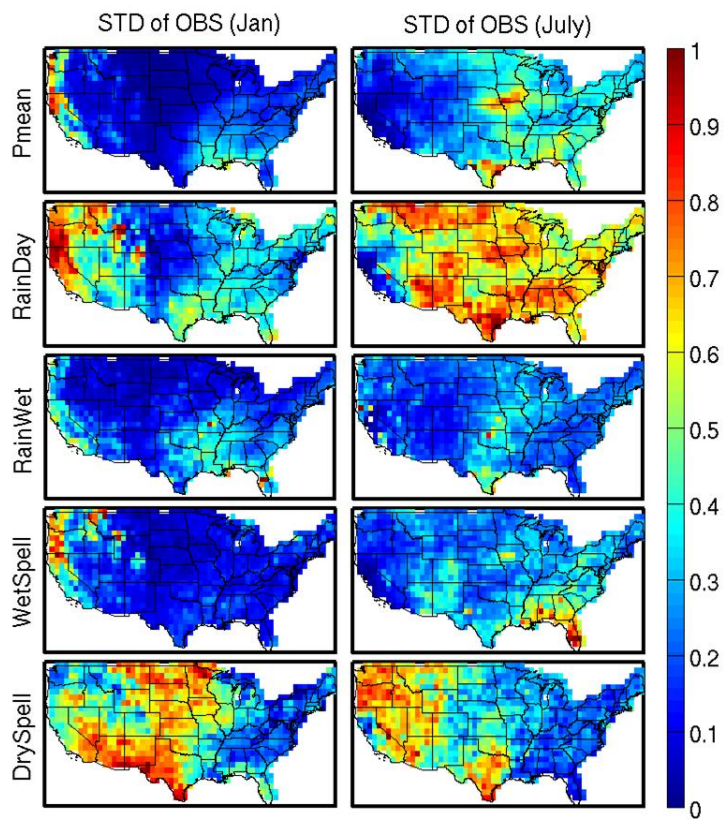 STD of OBS (Jan)
STD of OBS (July)
Pmean
RainDay
RainWet
WetSpell
DrySpell
1
0.9
0.8
0.7
0.6
0.5
0.4
0.3
0.2
0.1
0